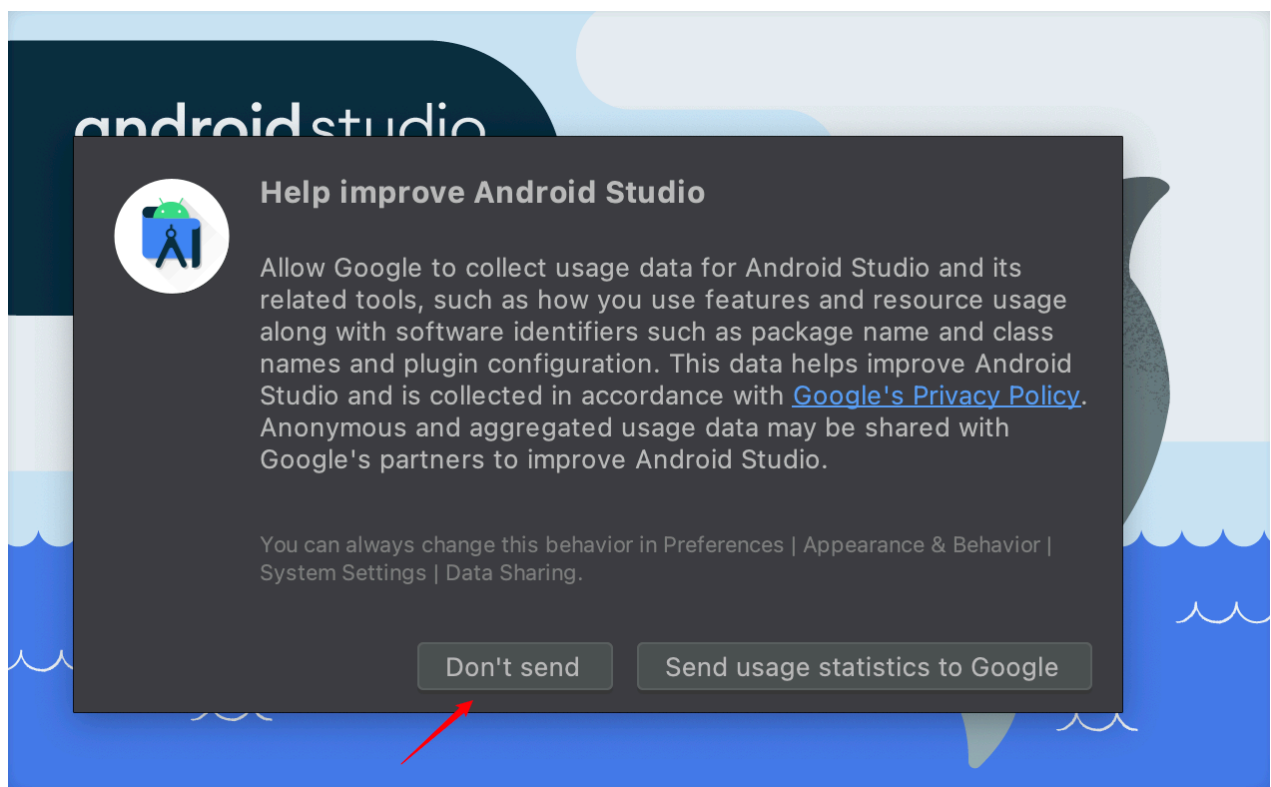 android studio
Help improve Android Studio
Allow Google to collect usage data for Android Studio and its
related tools, such as how you use features and resource usage
along with software identifiers such as package name and class
names and plugin configuration. This data helps improve Android
Studio and is collected in accordance with Google's Privacy Policy.
Anonymous and aggregated usage data may be shared with
Google's partners to improve Android Studio.
You can always change this behavior in Preferences | Appearance & Behavior |
System Settings | Data Sharing.
Don't send
Send usage statistics to Google